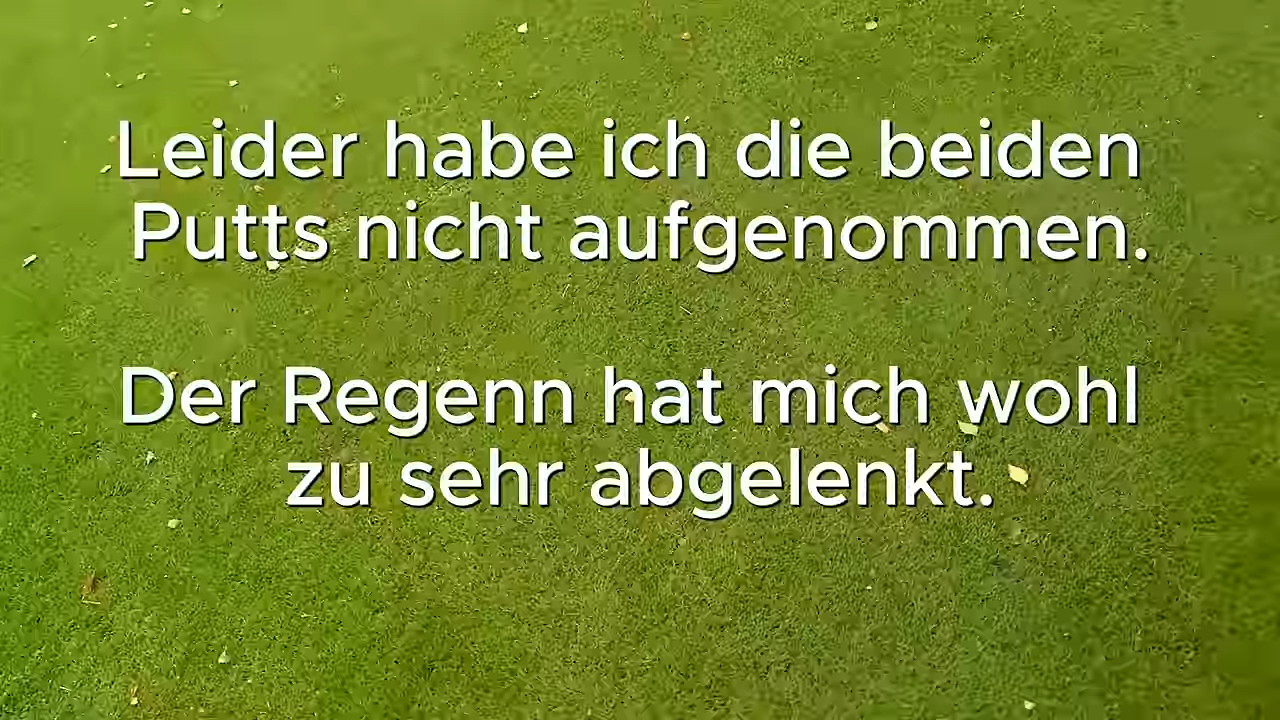 Leider habe ich die beiden
Putts nicht aufgenommen.
Der Regenn hat mich wohl
zu sehr abgelenkt.